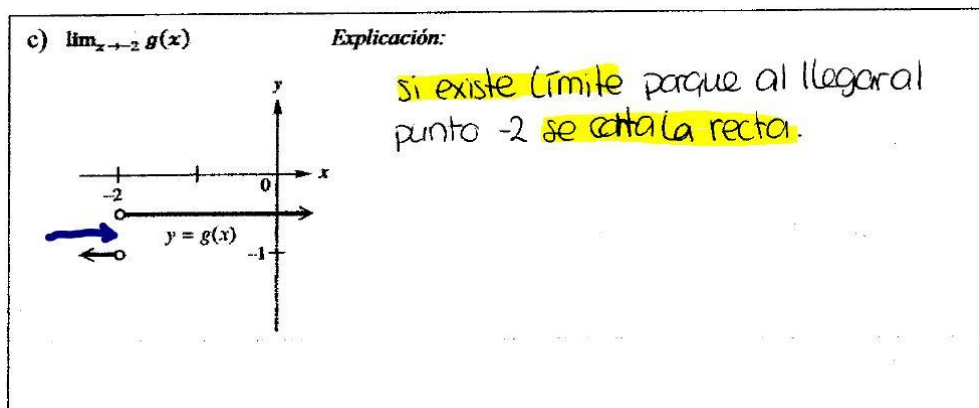 c) lim_{x→-2} g(x)
Explicación:
si existe límite porque al llegar al
punto -2 se corta la recta.
y
x
0
-2
y = g(x)
-1